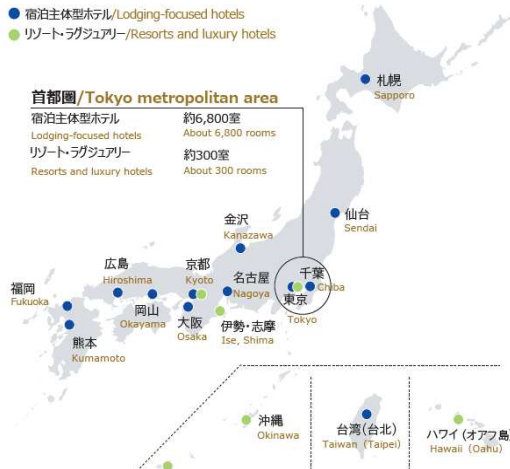 宿泊主体型ホテル/Lodging-focused hotels
リゾート・ラグジュアリー/Resorts and luxury hotels
首都圏/Tokyo metropolitan area
宿泊主体型ホテル 約6,800室
Lodging-focused hotels About 6,800 rooms
リゾート・ラグジュアリー 約300室
Resorts and luxury hotels About 300 rooms
札幌
Sapporo
仙台
Sendai
金沢
Kanazawa
広島
Hiroshima
京都
Kyoto
名古屋
Nagoya
千葉
Chiba
東京
Tokyo
福岡
Fukuoka
岡山
Okayama
大阪
Osaka
伊勢・志摩
Ise, Shima
熊本
Kumamoto
沖縄
Okinawa
台湾(台北)
Taiwan (Taipei)
ハワイ (オアフ島)
Hawaii (Oahu)